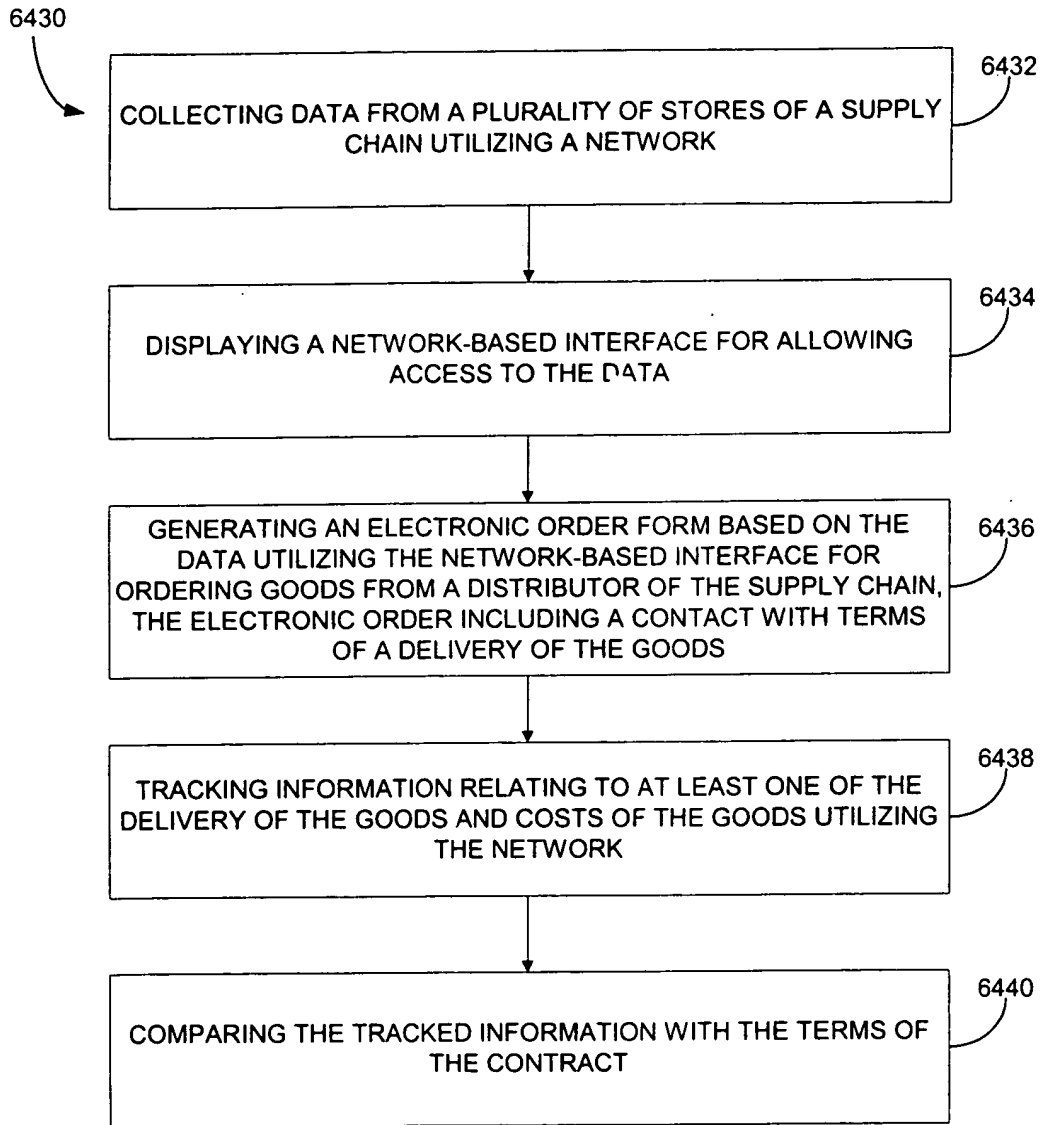 6430
6432
COLLECTING DATA FROM A PLURALITY OF STORES OF A SUPPLY
CHAIN UTILIZING A NETWORK
6434
DISPLAYING A NETWORK-BASED INTERFACE FOR ALLOWING
ACCESS TO THE DATA
6436
GENERATING AN ELECTRONIC ORDER FORM BASED ON THE
DATA UTILIZING THE NETWORK-BASED INTERFACE FOR
ORDERING GOODS FROM A DISTRIBUTOR OF THE SUPPLY CHAIN,
THE ELECTRONIC ORDER INCLUDING A CONTACT WITH TERMS
OF A DELIVERY OF THE GOODS
6438
TRACKING INFORMATION RELATING TO AT LEAST ONE OF THE
DELIVERY OF THE GOODS AND COSTS OF THE GOODS UTILIZING
THE NETWORK
6440
COMPARING THE TRACKED INFORMATION WITH THE TERMS OF
THE CONTRACT